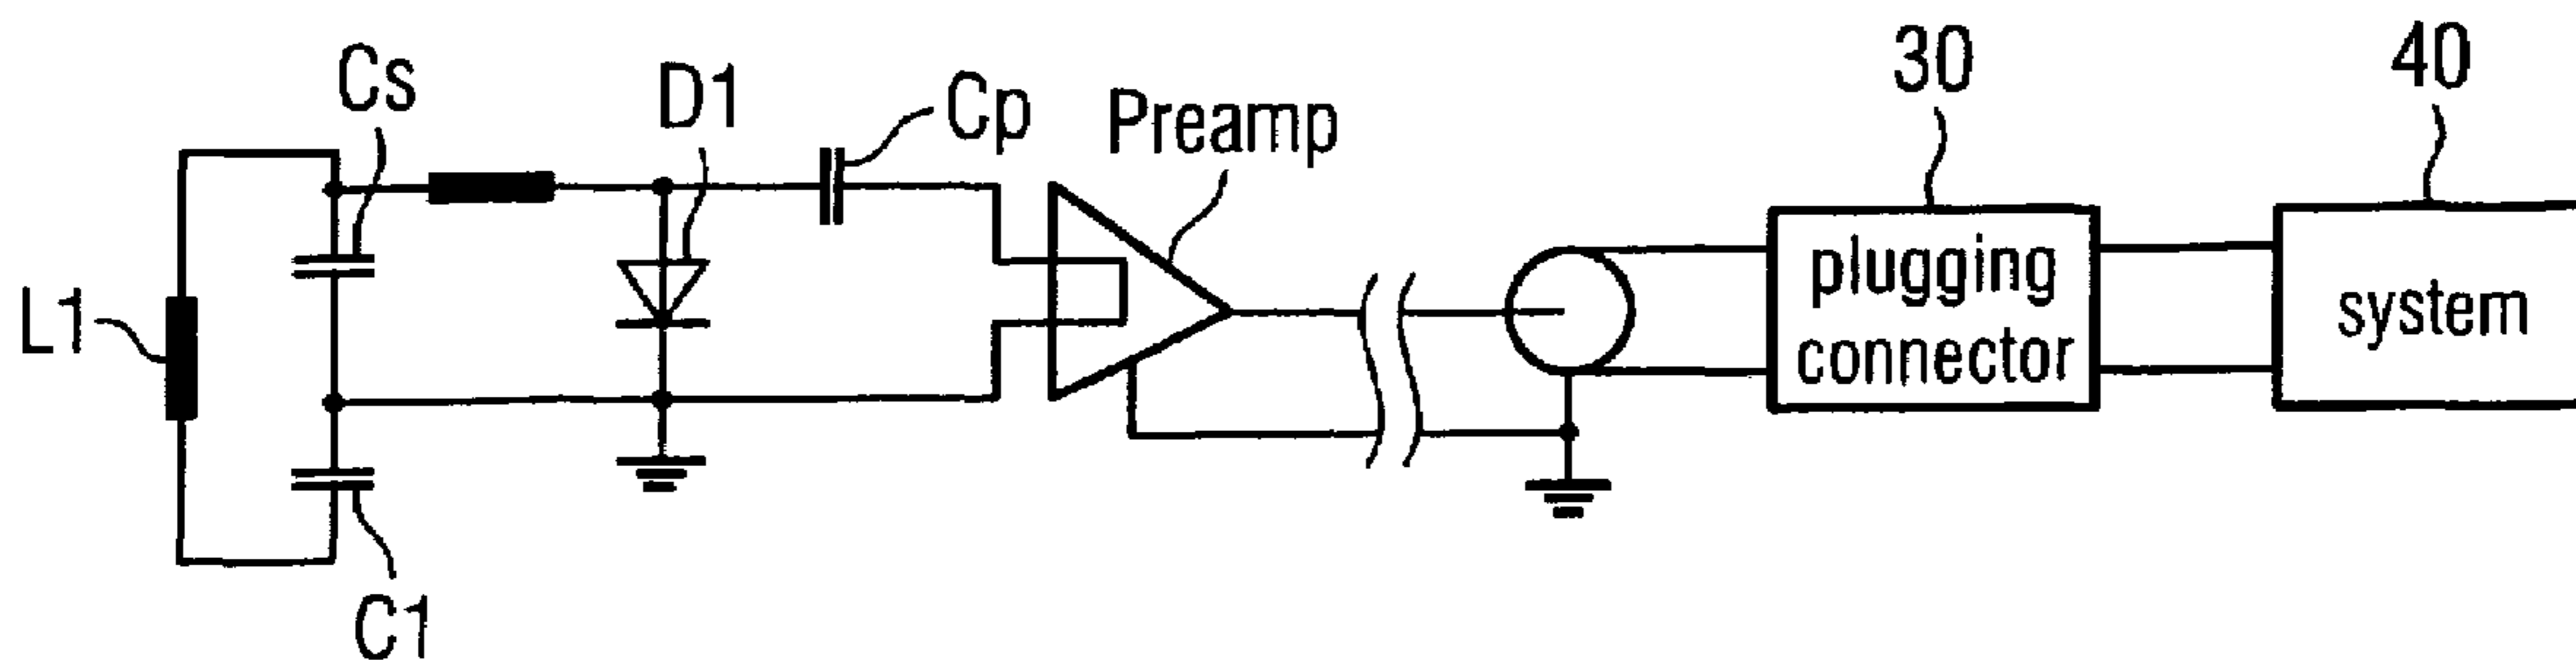 Cs
D1
Cp
Preamp
30
40
L1
plugging
connector
system
C1